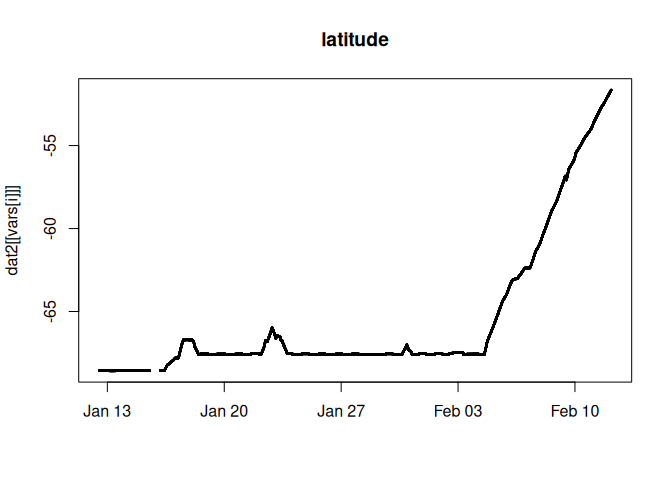 latitude
dat2[[vars[i]]]
-55
-60
-65
Jan 13
Jan 20
Jan 27
Feb 03
Feb 10